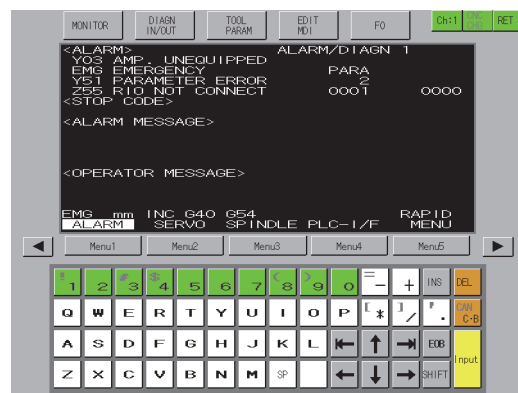 MONITOR DIAGN IN/OUT TOOL PARAM EDIT MDI F0 Ch:1 CNC CHG RET
<ALARM> ALARM/DIAGN 1
Y03 AMP. UNEQUIPPED
EMG EMERGENCY PARA
Y51 PARAMETER ERROR 2
Z55 RIO NOT CONNECT 0001 0000
<STOP CODE>
<ALARM MESSAGE>
<OPERATOR MESSAGE>
EMG mm INC G40 G54 RAPID
ALARM SERVO SPINDLE PLC-I/F MENU
◀ Menu1 Menu2 Menu3 Menu4 Menu5 ▶
! 1 2 # 3 $ 4 5 6 7 ( 8 ) 9 0 = - + INS DEL
Q W E R T Y U I O P [ * ] / ' . CAN C·B
A S D F G H J K L ↑ EOB Input
Z X C V B N M SP ← ↓ → SHIFT